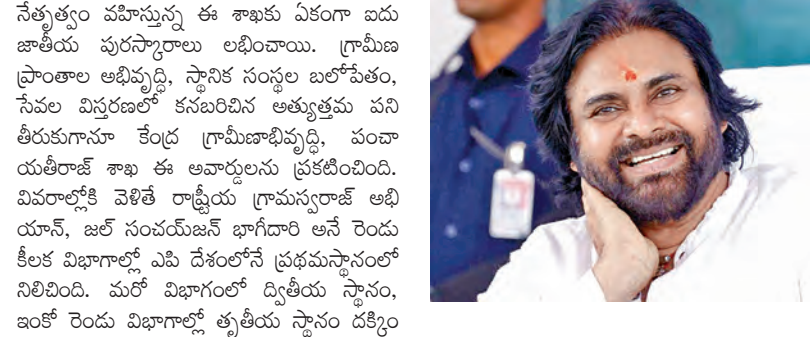 నేతృత్వం వహిస్తున్న ఈ శాఖకు ఏకంగా ఐదు
జాతీయ పురస్కారాలు లభించాయి. గ్రామీణ
ప్రాంతాల అభివృద్ధి, స్థానిక సంస్థల బలోపేతం,
సేవల విస్తరణలో కనబరిచిన అత్యుత్తమ పని
తీరుకుగానూ కేంద్ర గ్రామీణాభివృద్ధి, పంచా
యతీరాజ్ శాఖ ఈ అవార్డులను ప్రకటించింది.
వివరాల్లోకి వెళితే రాష్ట్రీయ గ్రామస్వరాజ్ అభి
యాన్, జల్ సంచయ్‌జన్ భాగీదారి అనే రెండు
కీలక విభాగాల్లో ఎపి దేశంలోనే ప్రథమస్థానంలో
నిలిచింది. మరో విభాగంలో ద్వితీయ స్థానం,
ఇంకో రెండు విభాగాల్లో తృతీయ స్థానం దక్కిం